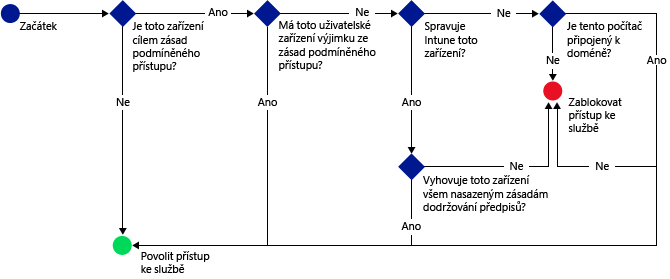 Začátek
Je toto zařízení
cílem zásad
podmíněného
přístupu?
Ano
Má toto uživatelské
zařízení výjimku ze
zásad podmíněného
přístupu?
Ne
Spravuje
Intune toto
zařízení?
Ne
Je tento počítač
připojený k
doméně?
Ne
Ano
Ne
Ano
Ano
Zablokovat
přístup ke
službě
Ne
Ne
Vyhovuje toto zařízení
všem nasazeným zásadám
dodržování předpisů?
Ano
Povolit přístup
ke službě